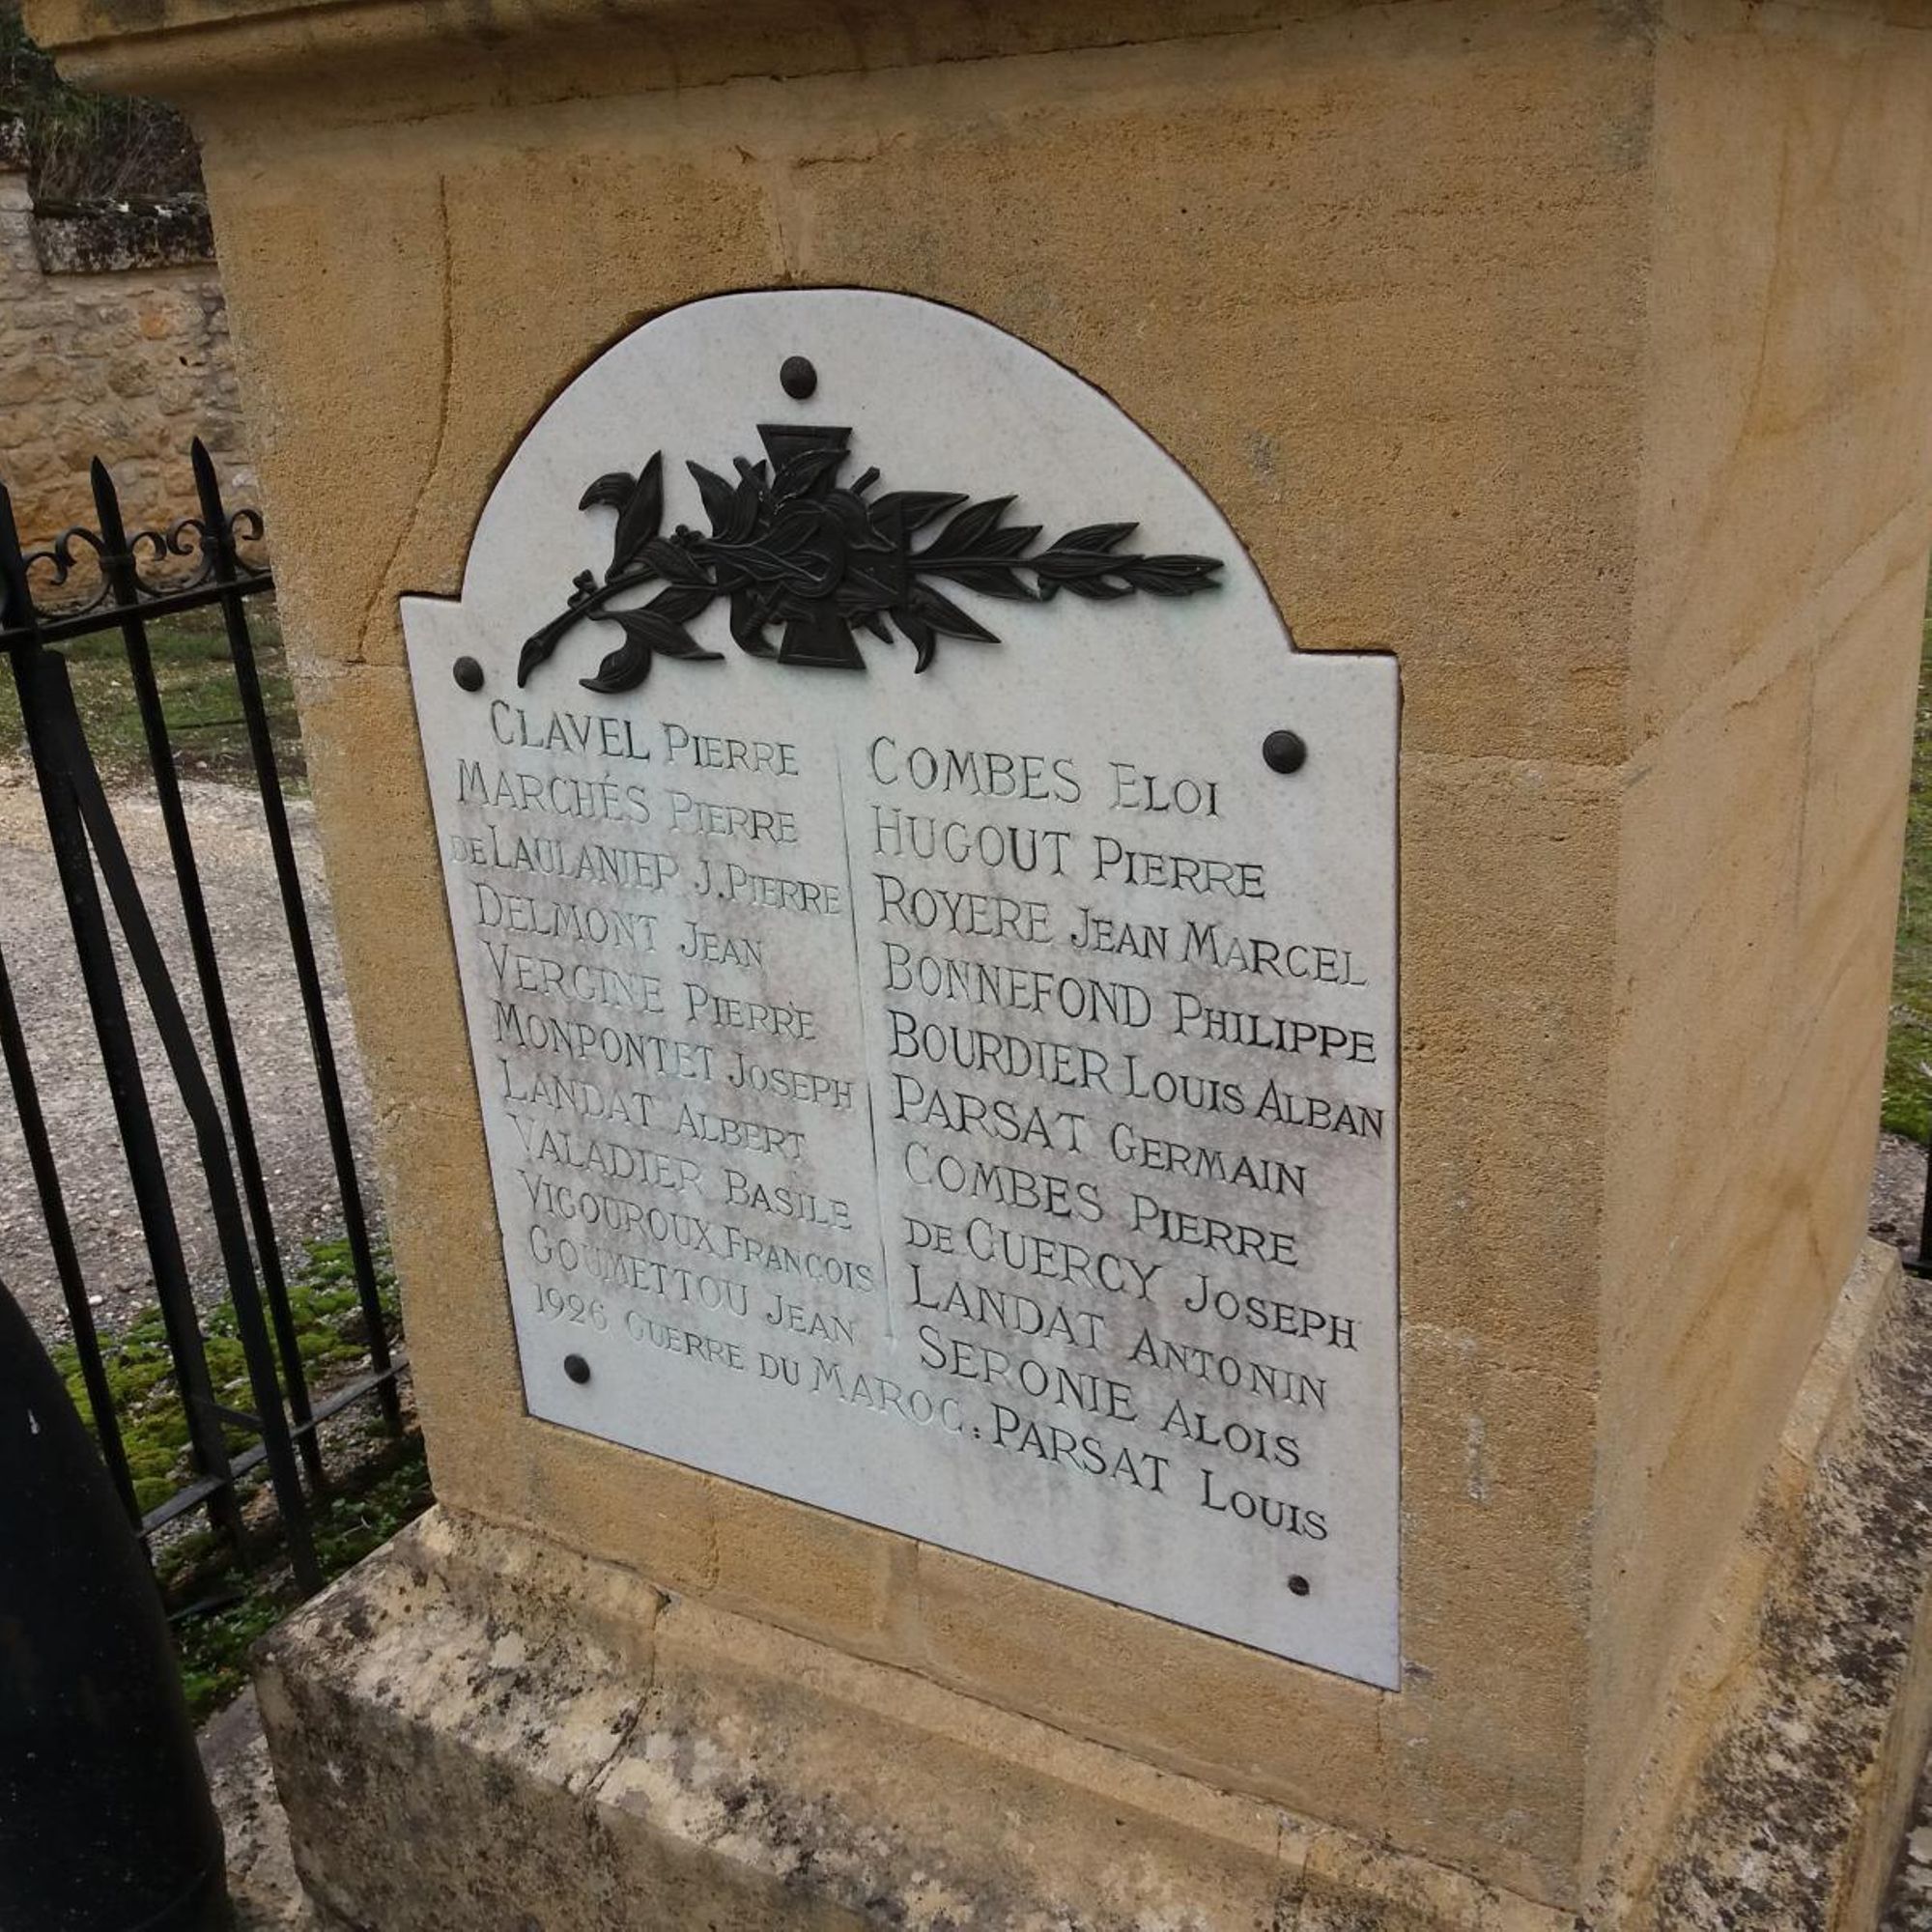 CLAVEL PIERRE
MARCHÉS PIERRE
DE LAULANIER J. PIERRE
DELMONT JEAN
VERGINE PIERRE
MONPONTET JOSEPH
LANDAT ALBERT
VALADIER BASILE
VIGOUROUX FRANÇOIS
GOUMETTOU JEAN
COMBES ELOI
HUGOUT PIERRE
ROYERE JEAN MARCEL
BONNEFOND PHILIPPE
BOURDIER LOUIS ALBAN
PARSAT GERMAIN
COMBES PIERRE
DE GUERCY JOSEPH
LANDAT ANTONIN
SERONIE ALOIS
1926 GUERRE DU MAROC : PARSAT LOUIS